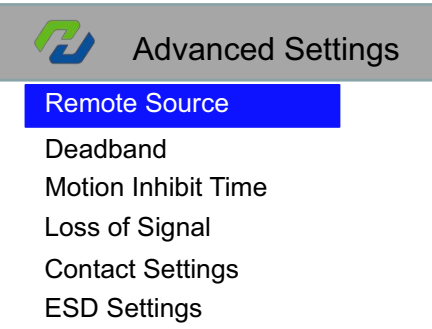 Advanced Settings
Remote Source
Deadband
Motion Inhibit Time
Loss of Signal
Contact Settings
ESD Settings